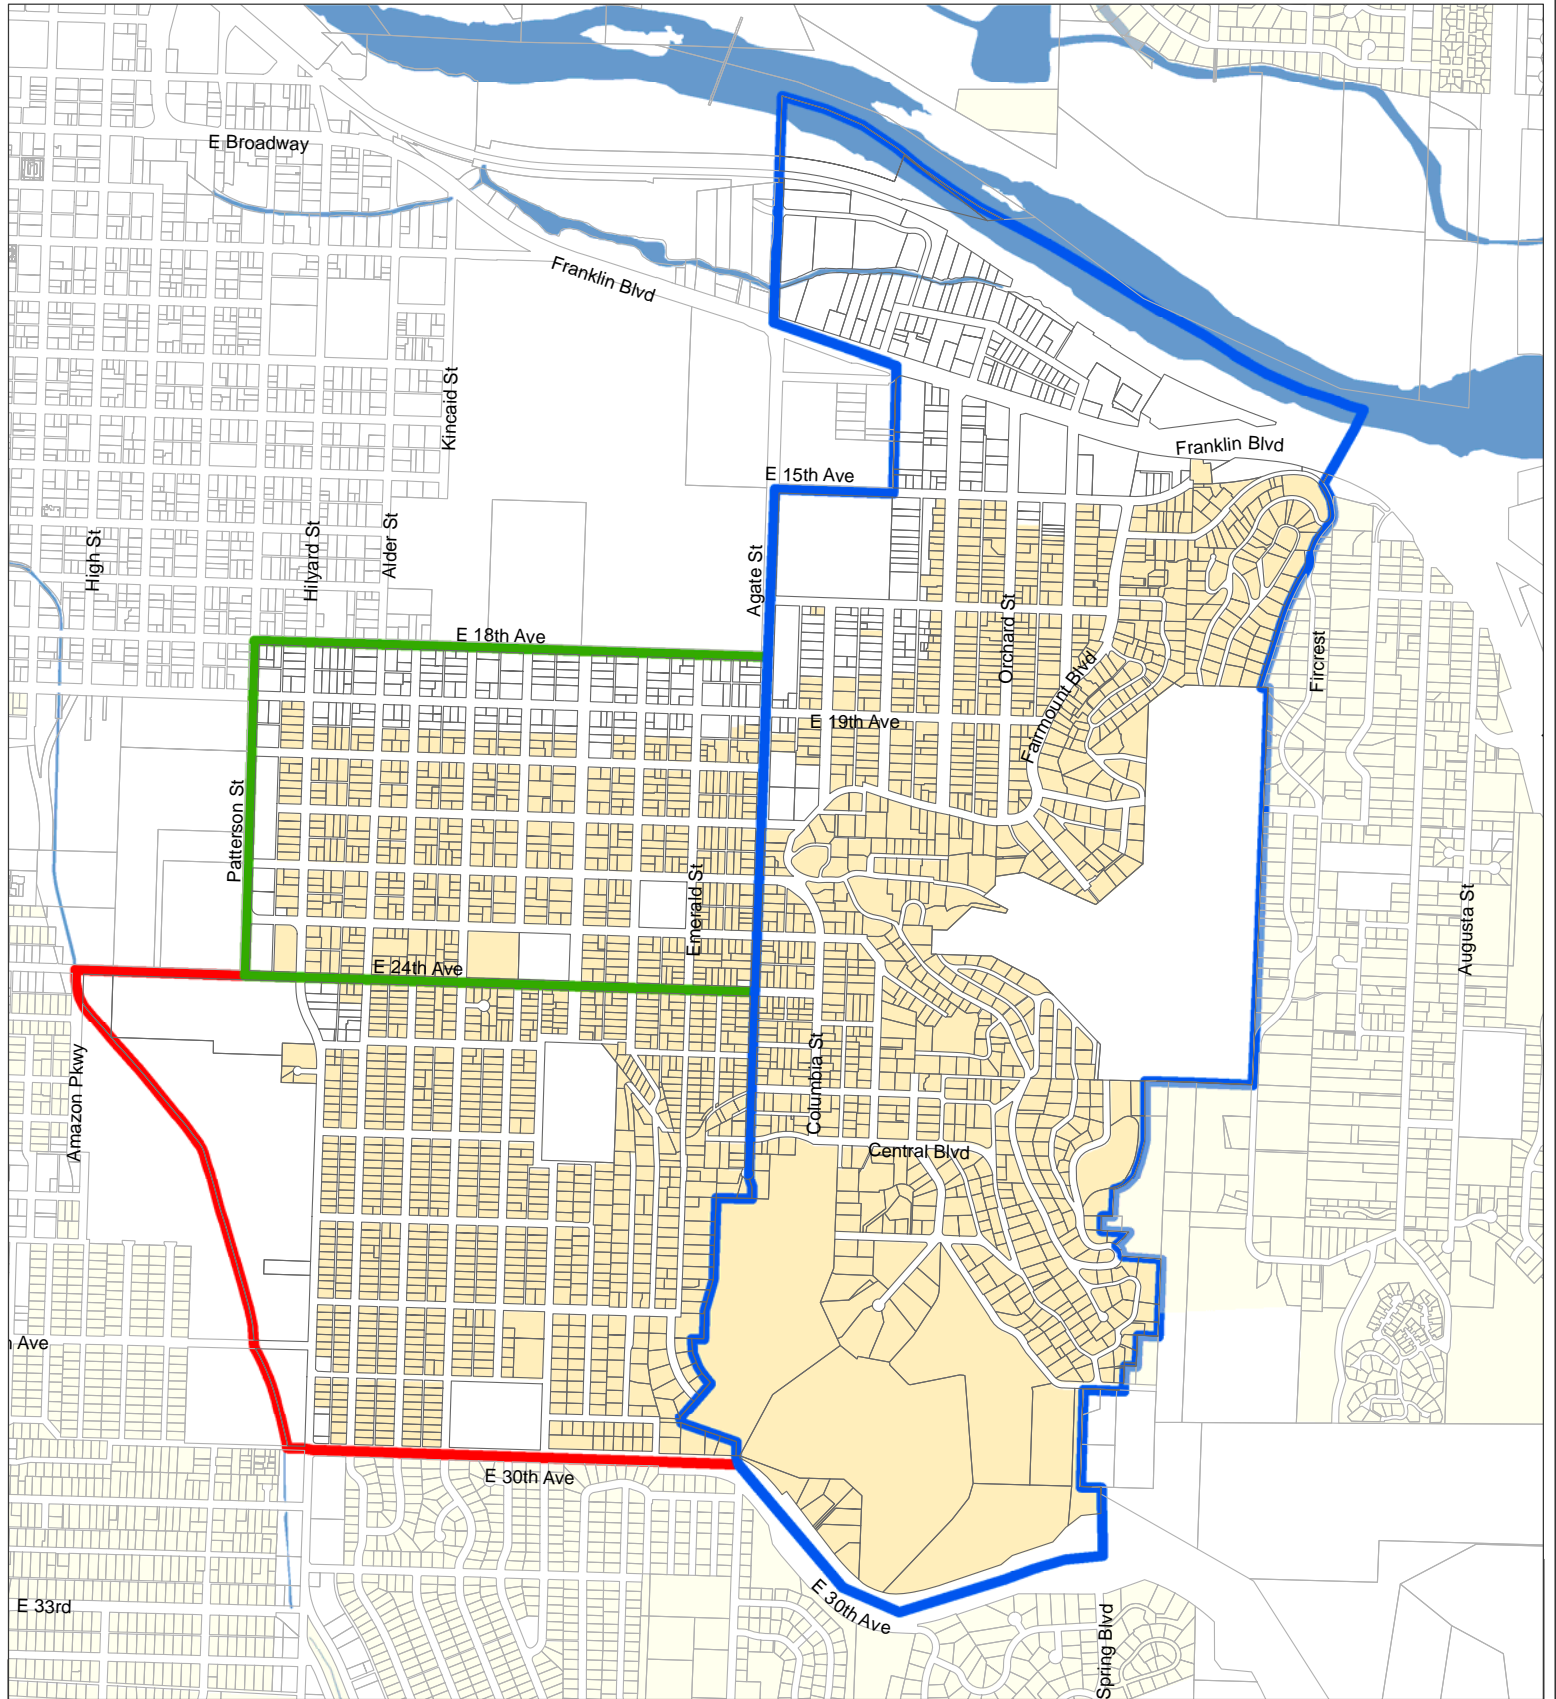 E Broadway
Franklin Blvd
Kincaid St
Franklin Blvd
E 15th Ave
High St
Hilyard St
Alder St
Agate St
E 18th Ave
Orchard St
Fircrest
Fairmount Blvd
E 19th Ave
Patterson St
Emerald St
Augusta St
E 24th Ave
Amazon Pkwy
Columbia St
Central Blvd
Ave
E 30th Ave
E 33rd
E 30th Ave
Spring Blvd